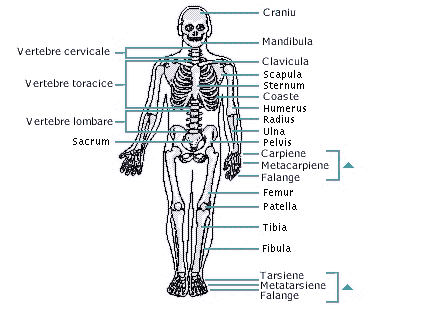 Craniu
Mandibula
Vertebre cervicale
Clavicula
Scapula
Vertebre toracice
Sternum
Coaste
Humerus
Radius
Vertebre lombare
Ulna
Sacrum
Pelvis
Carpiene
Metacarpiene
Falange
Femur
Patella
Tibia
Fibula
Tarsiene
Metatarsiene
Falange